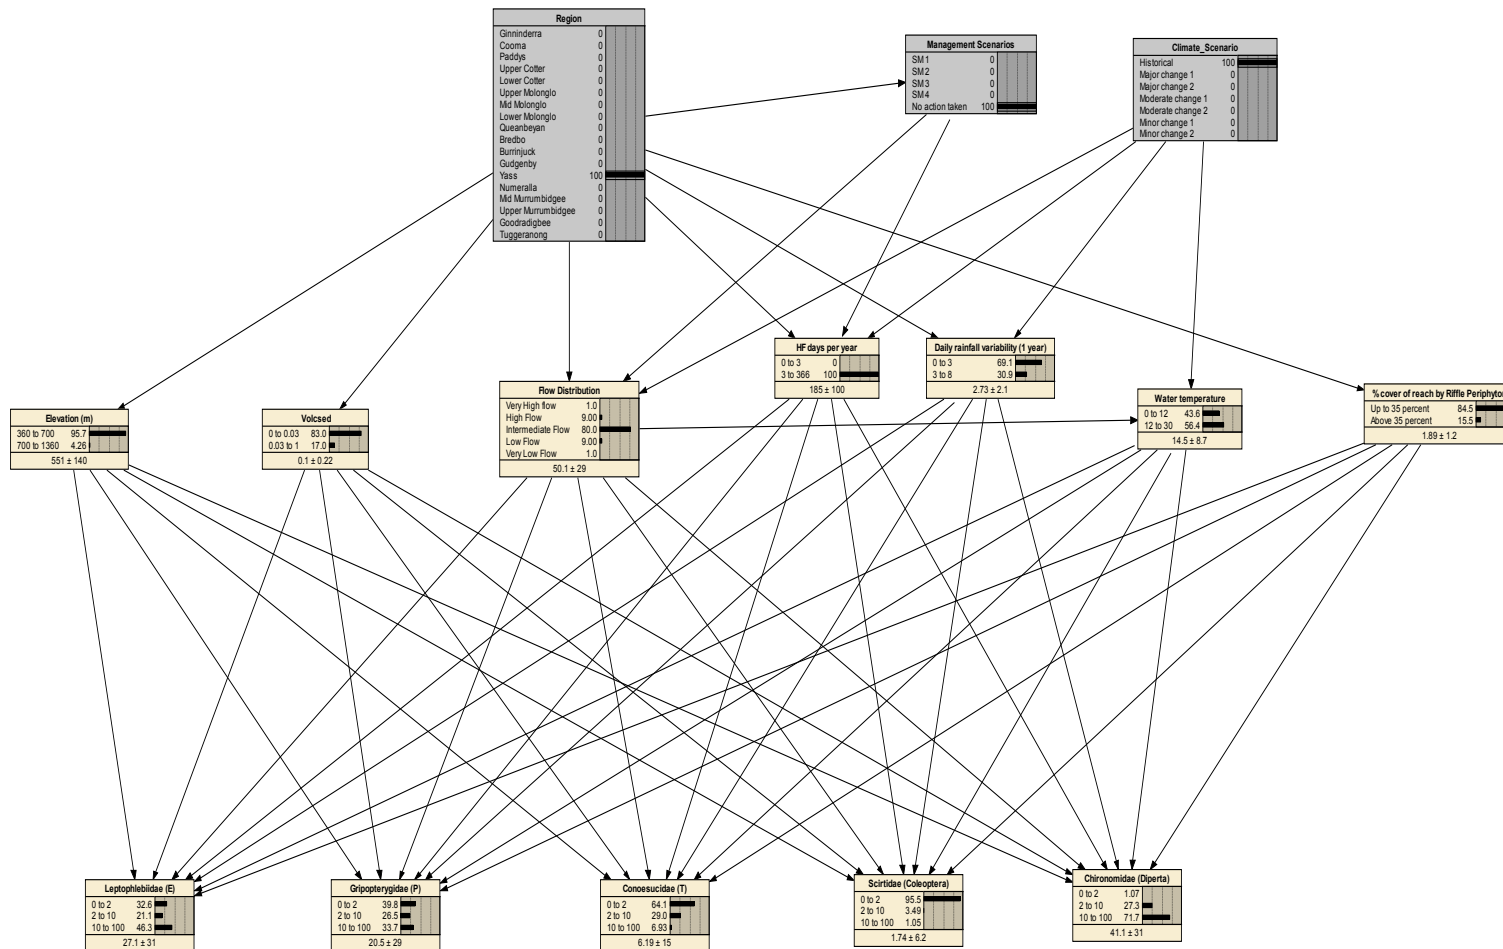 Region
Ginninderra 0
Cooma 0
Paddys 0
Upper Cotter 0
Lower Cotter 0
Upper Molonglo 0
Mid Molonglo 0
Lower Molonglo 0
Queanbeyan 0
Bredbo 0
Burrinjuck 0
Gudgenby 0
Yass 100
Numeralla 0
Mid Murrumbidgee 0
Upper Murrumbidgee 0
Goodradigbee 0
Tuggeranong 0
Management Scenarios
SM 1 0
SM 2 0
SM 3 0
SM 4 0
No action taken 100
Climate_Scenario
Historical 100
Major change 1 0
Major change 2 0
Moderate change 1 0
Moderate change 2 0
Minor change 1 0
Minor change 2 0
Elevation (m)
360 to 700 95.7
700 to 1360 4.26
551 ± 140
Volcsed
0 to 0.03 83.0
0.03 to 1 17.0
0.1 ± 0.22
Flow Distribution
Very High flow 1.0
High Flow 9.00
Intermediate Flow 80.0
Low Flow 9.00
Very Low Flow 1.0
50.1 ± 29
HF days per year
0 to 3 0
3 to 366 100
185 ± 100
Daily rainfall variability (1 year)
0 to 3 69.1
3 to 8 30.9
2.73 ± 2.1
Water temperature
0 to 12 43.6
12 to 30 56.4
14.5 ± 8.7
% cover of reach by Riffle Periphyton
Up to 35 percent 84.5
Above 35 percent 15.5
1.89 ± 1.2
Leptophlebiidae (E)
0 to 2 32.6
2 to 10 21.1
10 to 100 46.3
27.1 ± 31
Gripopterygidae (P)
0 to 2 39.8
2 to 10 26.5
10 to 100 33.7
20.5 ± 29
Conoesucidae (T)
0 to 2 64.1
2 to 10 29.0
10 to 100 6.93
6.19 ± 15
Scirtidae (Coleoptera)
0 to 2 95.5
2 to 10 3.49
10 to 100 1.05
1.74 ± 6.2
Chironomidae (Diperta)
0 to 2 1.07
2 to 10 27.3
10 to 100 71.7
41.1 ± 31